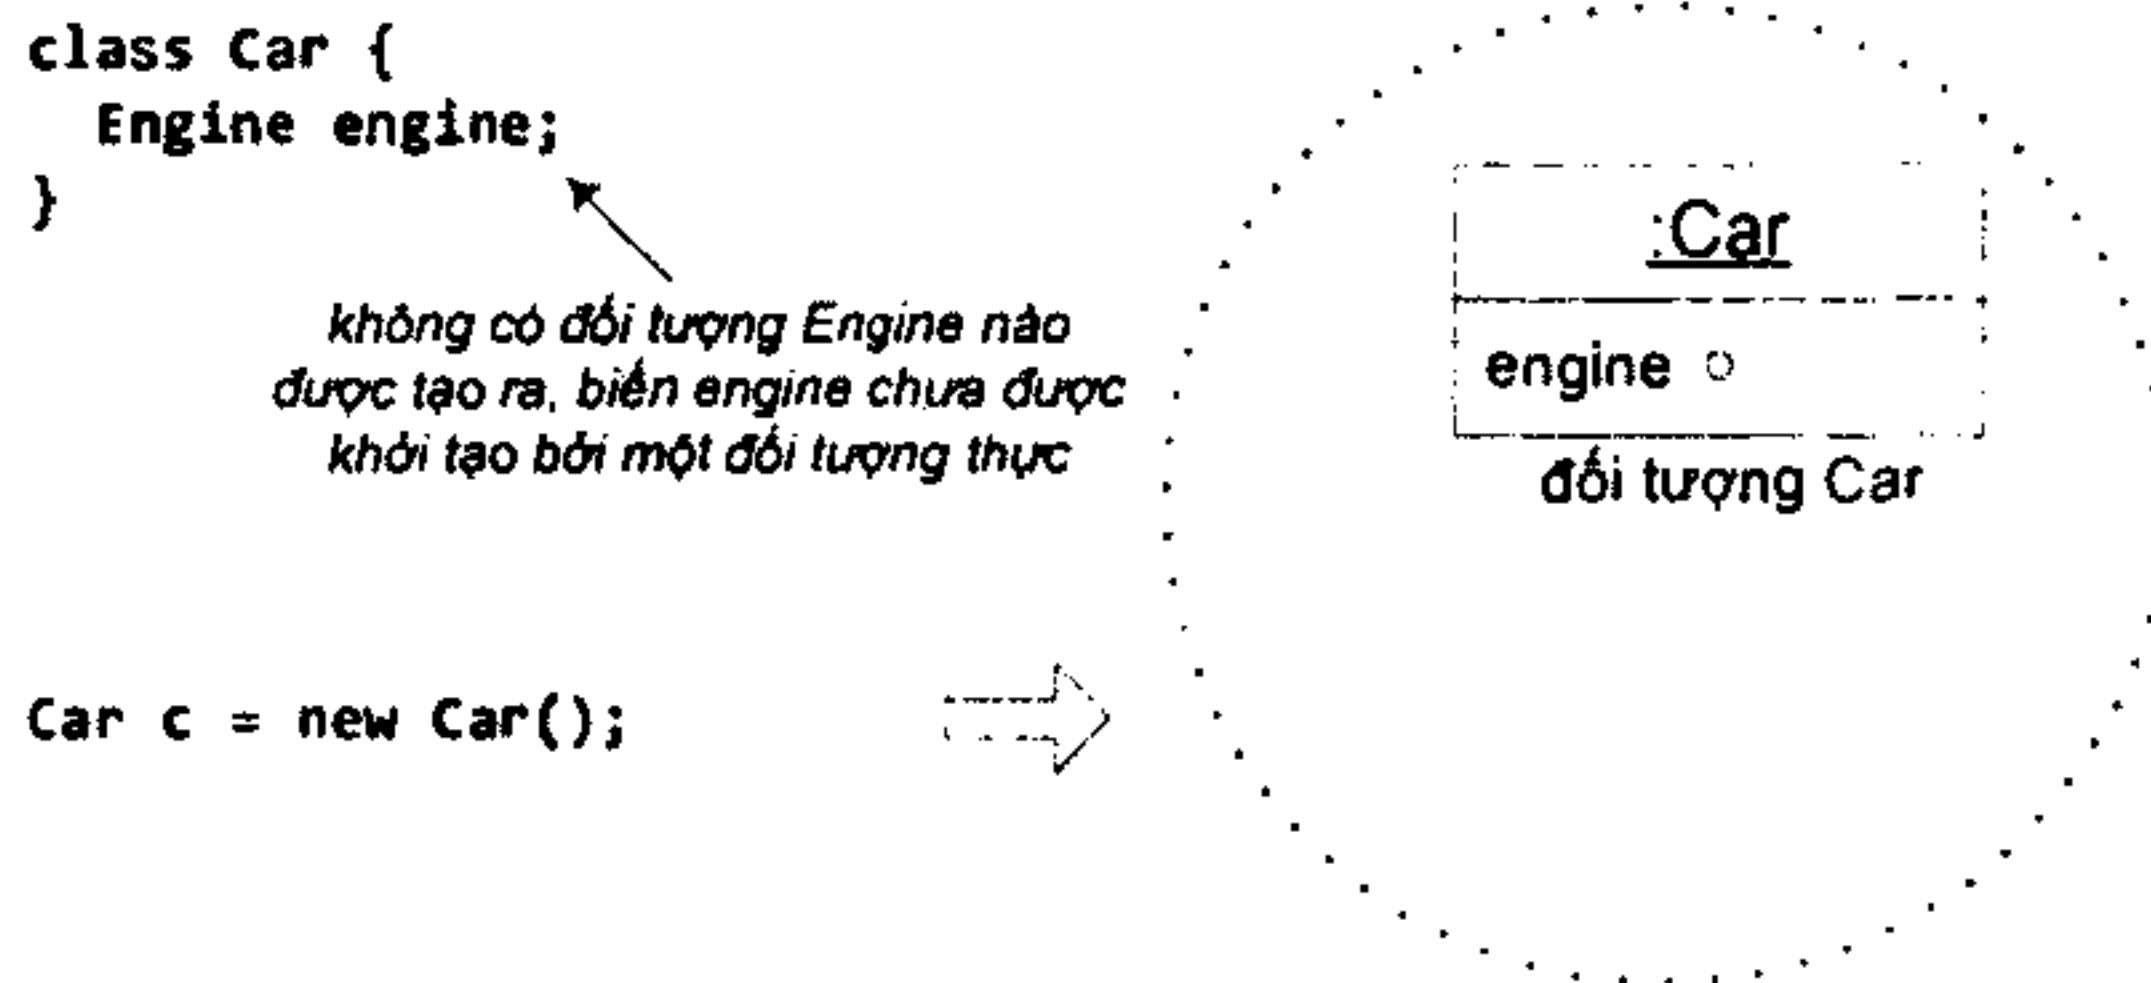 class Car {
Engine engine;
}
không có đối tượng Engine nào
được tạo ra, biến engine chưa được
khởi tạo bởi một đối tượng thực
Car c = new Car();
:Car
engine
đối tượng Car